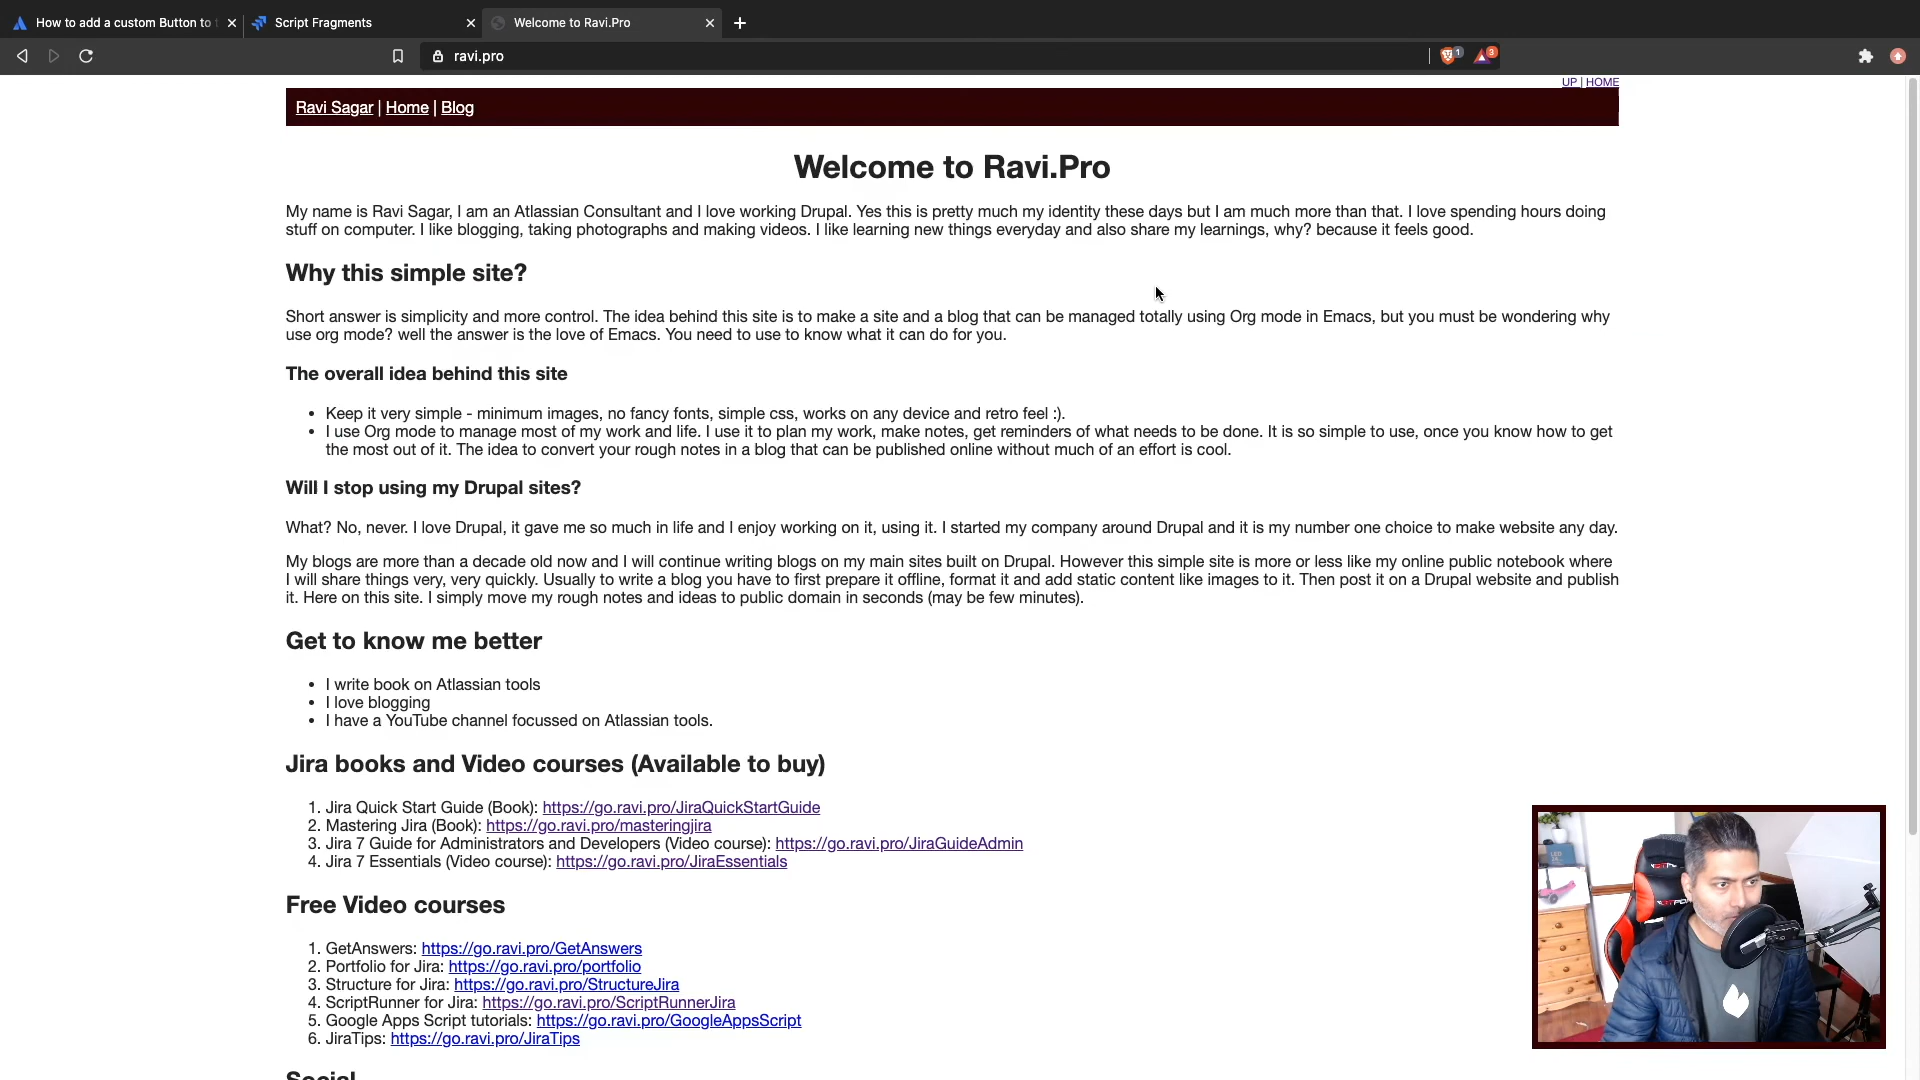 How to add a custom Button to
Script Fragments
Welcome to Ravi.Pro
ravi.pro
1
3
UP | HOME
Ravi Sagar | Home | Blog
Welcome to Ravi.Pro
My name is Ravi Sagar, I am an Atlassian Consultant and I love working Drupal. Yes this is pretty much my identity these days but I am much more than that. I love spending hours doing
stuff on computer. I like blogging, taking photographs and making videos. I like learning new things everyday and also share my learnings, why? because it feels good.
Why this simple site?
Short answer is simplicity and more control. The idea behind this site is to make a site and a blog that can be managed totally using Org mode in Emacs, but you must be wondering why
use org mode? well the answer is the love of Emacs. You need to use to know what it can do for you.
The overall idea behind this site
• Keep it very simple - minimum images, no fancy fonts, simple css, works on any device and retro feel :).
• I use Org mode to manage most of my work and life. I use it to plan my work, make notes, get reminders of what needs to be done. It is so simple to use, once you know how to get
the most out of it. The idea to convert your rough notes in a blog that can be published online without much of an effort is cool.
Will I stop using my Drupal sites?
What? No, never. I love Drupal, it gave me so much in life and I enjoy working on it, using it. I started my company around Drupal and it is my number one choice to make website any day.
My blogs are more than a decade old now and I will continue writing blogs on my main sites built on Drupal. However this simple site is more or less like my online public notebook where
I will share things very, very quickly. Usually to write a blog you have to first prepare it offline, format it and add static content like images to it. Then post it on a Drupal website and publish
it. Here on this site. I simply move my rough notes and ideas to public domain in seconds (may be few minutes).
Get to know me better
• I write book on Atlassian tools
• I love blogging
• I have a YouTube channel focussed on Atlassian tools.
Jira books and Video courses (Available to buy)
1. Jira Quick Start Guide (Book): https://go.ravi.pro/JiraQuickStartGuide
2. Mastering Jira (Book): https://go.ravi.pro/masteringjira
3. Jira 7 Guide for Administrators and Developers (Video course): https://go.ravi.pro/JiraGuideAdmin
4. Jira 7 Essentials (Video course): https://go.ravi.pro/JiraEssentials
Free Video courses
1. GetAnswers: https://go.ravi.pro/GetAnswers
2. Portfolio for Jira: https://go.ravi.pro/portfolio
3. Structure for Jira: https://go.ravi.pro/StructureJira
4. ScriptRunner for Jira: https://go.ravi.pro/ScriptRunnerJira
5. Google Apps Script tutorials: https://go.ravi.pro/GoogleAppsScript
6. JiraTips: https://go.ravi.pro/JiraTips
Social